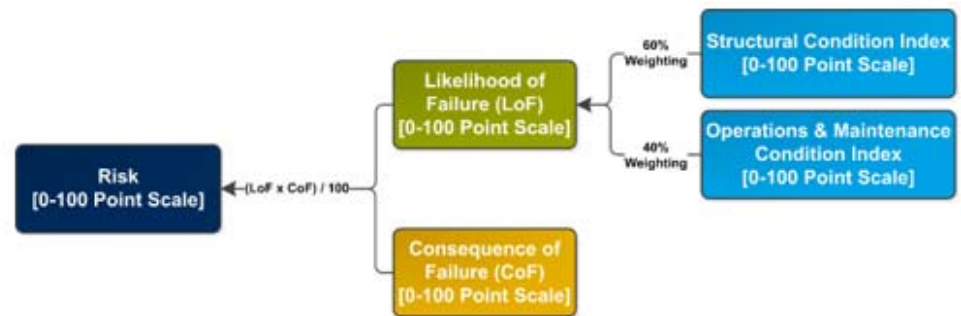 60%
Weighting
Structural Condition Index
[0-100 Point Scale]
Likelihood of
Failure (LoF)
[0-100 Point Scale]
40%
Weighting
Operations & Maintenance
Condition Index
[0-100 Point Scale]
Risk
[0-100 Point Scale]
(LoF x CoF) / 100
Consequence of
Failure (CoF)
[0-100 Point Scale]